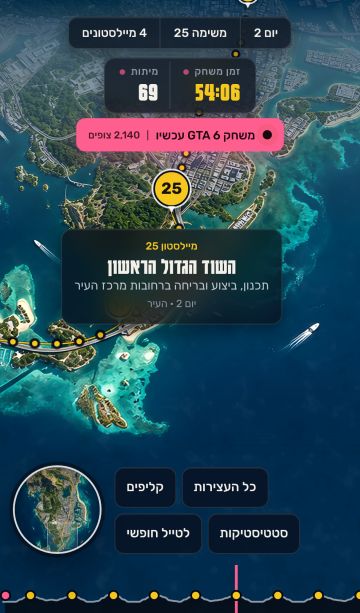 יום 2
משימה 25
4 מיילסטונים
זמן משחק
54:06
מיתות
69
משחק GTA 6 עכשיו | 2,140 צופים
25
מיילסטון 25
השוד הגדול הראשון
תכנון, ביצוע ובריחה ברחובות מרכז העיר
יום 2 • העיר
כל העצירות
קליפים
סטטיסטיקות
לטייל חופשי